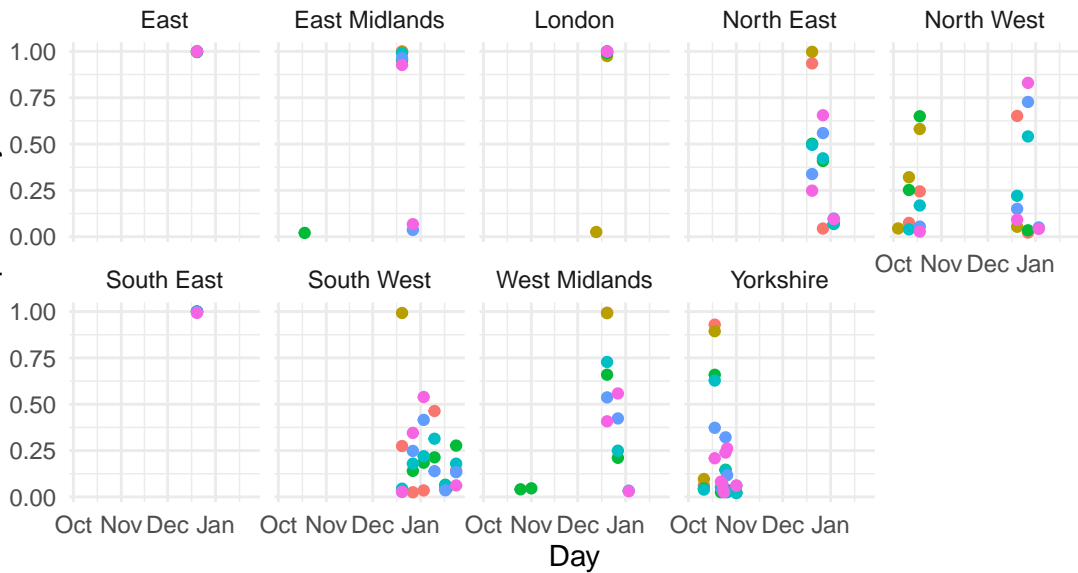 East East Midlands London North East North West
1.00
0.75
0.50
0.25
0.00
Oct Nov Dec Jan
South East South West West Midlands Yorkshire
1.00
0.75
0.50
0.25
0.00
Oct Nov Dec Jan Oct Nov Dec Jan Oct Nov Dec Jan Oct Nov Dec Jan
Day